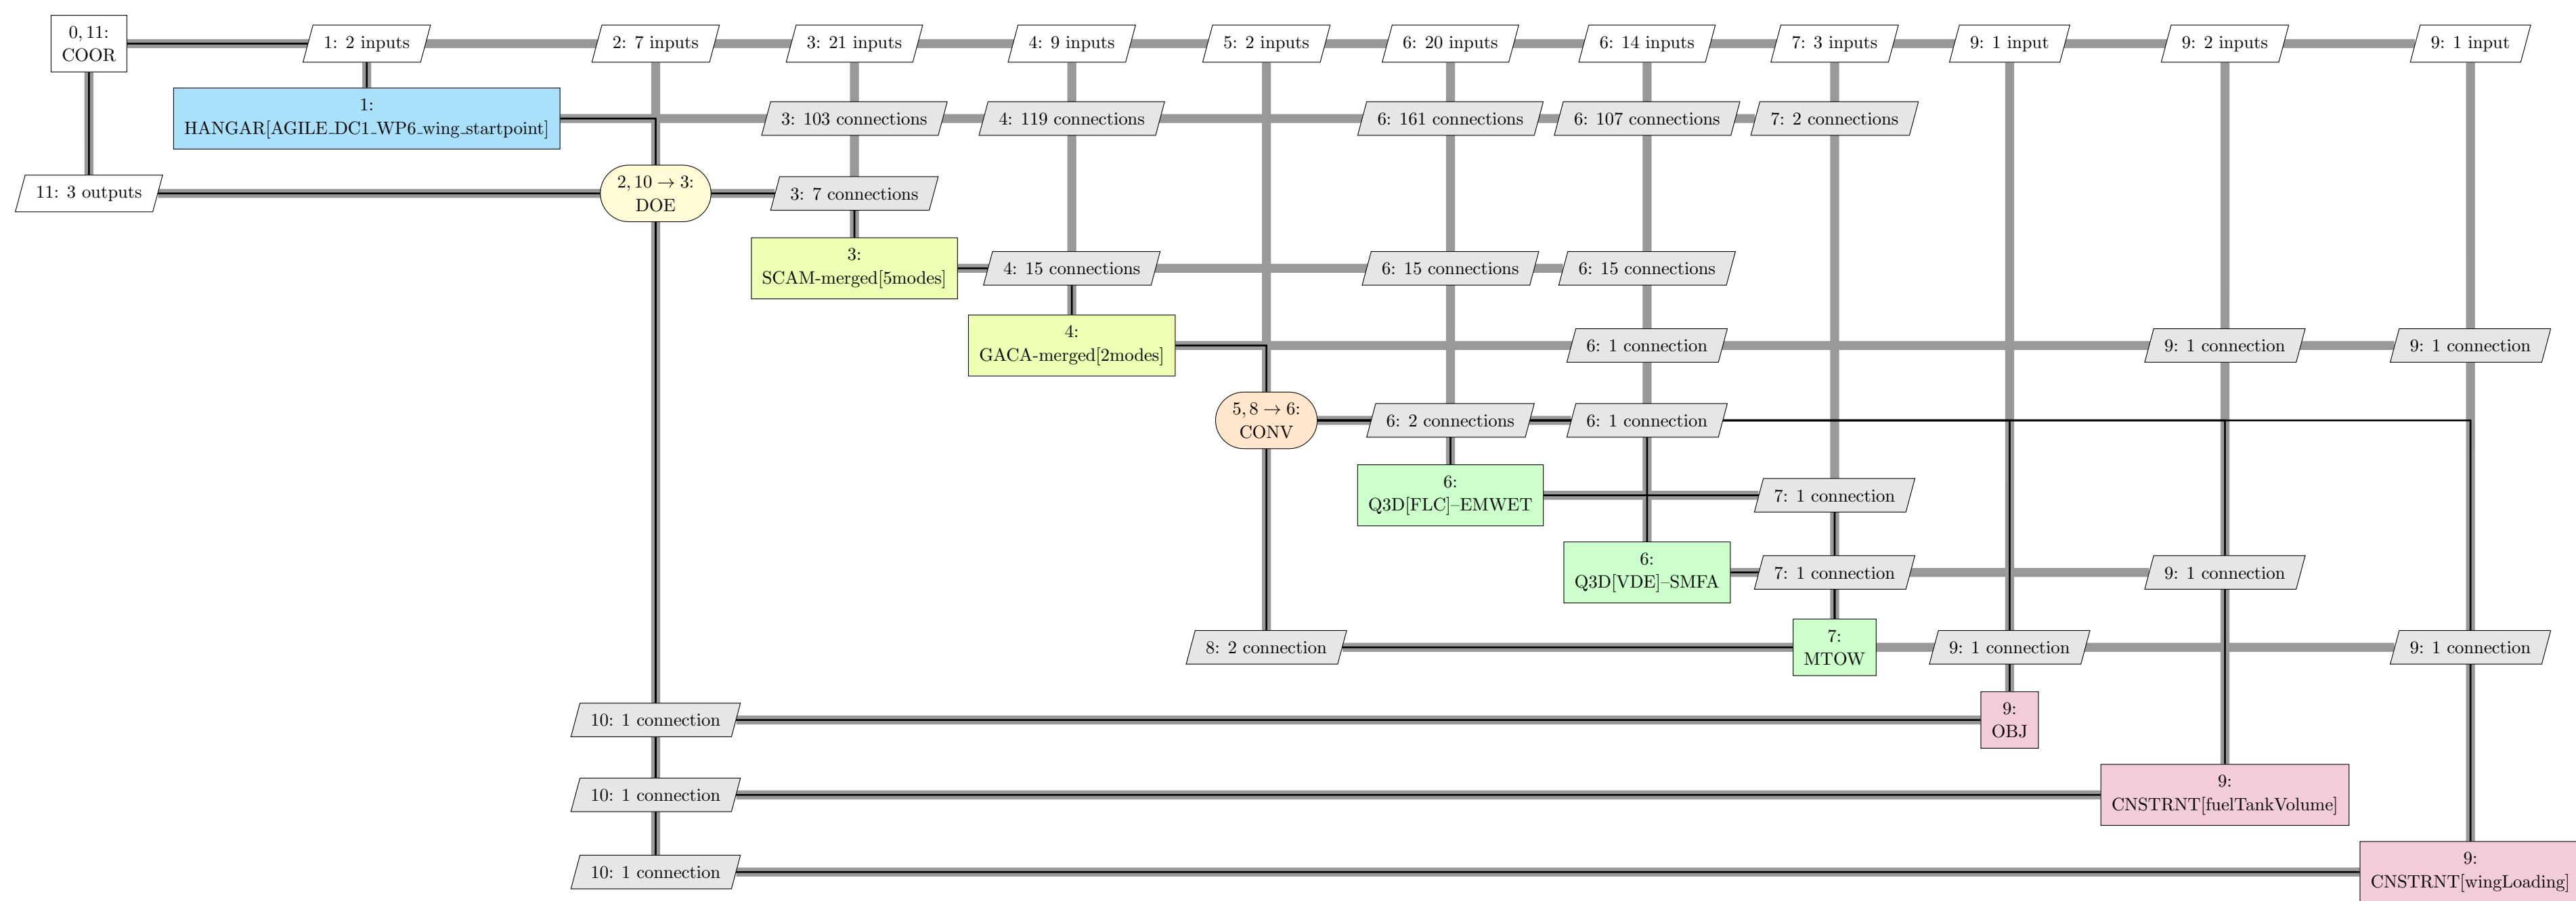 0, 11:
COOR
1: 2 inputs
2: 7 inputs
3: 21 inputs
4: 9 inputs
5: 2 inputs
6: 20 inputs
6: 14 inputs
7: 3 inputs
9: 1 input
9: 2 inputs
9: 1 input
1:
HANGAR[AGILE_DC1_WP6_wing_startpoint]
3: 103 connections
4: 119 connections
6: 161 connections
6: 107 connections
7: 2 connections
11: 3 outputs
2, 10 → 3:
DOE
3: 7 connections
3:
SCAM-merged[5modes]
4: 15 connections
6: 15 connections
6: 15 connections
4:
GACA-merged[2modes]
6: 1 connection
9: 1 connection
9: 1 connection
5, 8 → 6:
CONV
6: 2 connections
6: 1 connection
6:
Q3D[FLC]–EMWET
7: 1 connection
6:
Q3D[VDE]–SMFA
7: 1 connection
9: 1 connection
8: 2 connection
7:
MTOW
9: 1 connection
9: 1 connection
10: 1 connection
9:
OBJ
10: 1 connection
9:
CNSTRNT[fuelTankVolume]
10: 1 connection
9:
CNSTRNT[wingLoading]